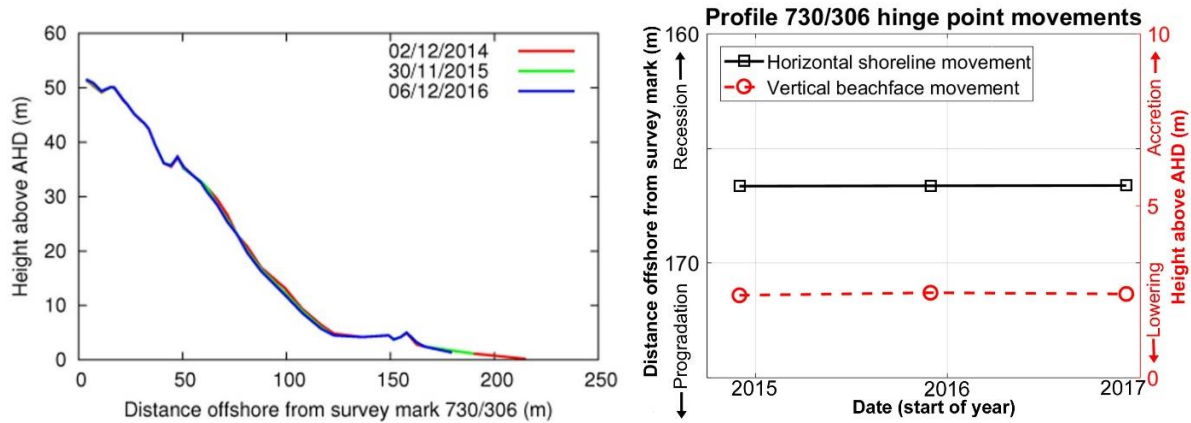 60
50
40
30
20
10
0
Height above AHD (m)
02/12/2014
30/11/2015
06/12/2016
0 50 100 150 200 250
Distance offshore from survey mark 730/306 (m)
Profile 730/306 hinge point movements
Distance offshore from survey mark (m)
Recession
Progradation
160
170
Horizontal shoreline movement
Vertical beachface movement
10
5
0
Accretion
Lowering
Height above AHD (m)
2015 2016 2017
Date (start of year)